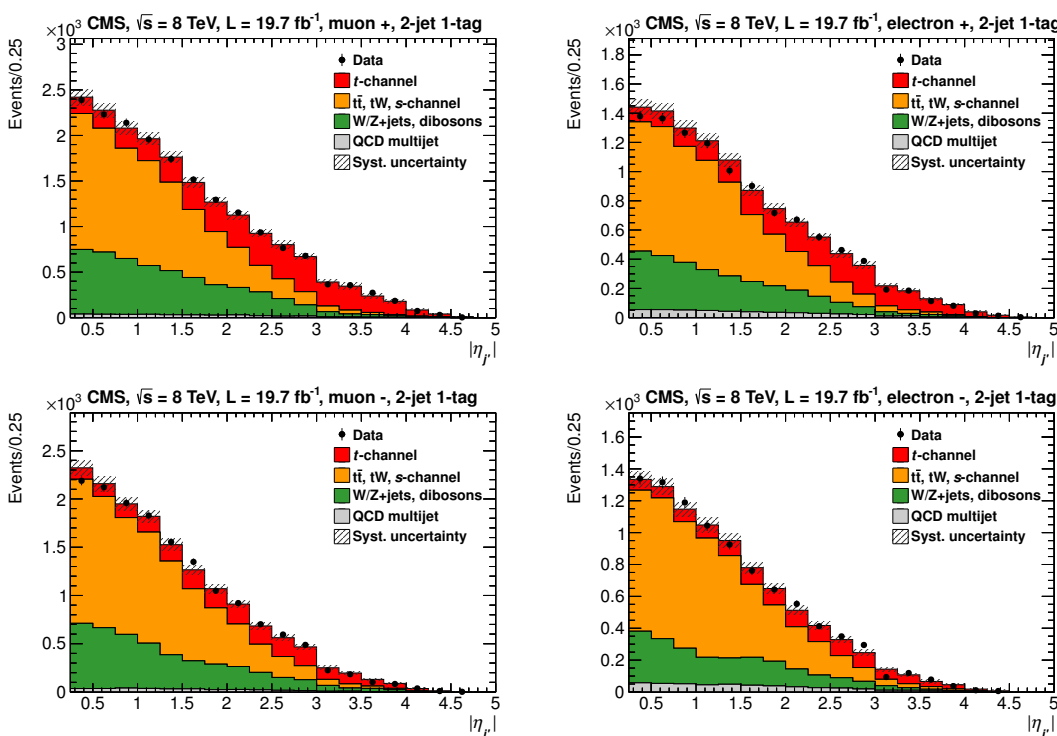 ×10³ CMS, √s = 8 TeV, L = 19.7 fb⁻¹, muon +, 2-jet 1-tag
Events/0.25
3
2.5
2
1.5
1
0.5
0
Data
t-channel
tt̄, tW, s-channel
W/Z+jets, dibosons
QCD multijet
Syst. uncertainty
0.5 1 1.5 2 2.5 3 3.5 4 4.5 5
|η_j'|
×10³ CMS, √s = 8 TeV, L = 19.7 fb⁻¹, electron +, 2-jet 1-tag
Events/0.25
1.8
1.6
1.4
1.2
1
0.8
0.6
0.4
0.2
0
Data
t-channel
tt̄, tW, s-channel
W/Z+jets, dibosons
QCD multijet
Syst. uncertainty
0.5 1 1.5 2 2.5 3 3.5 4 4.5 5
|η_j'|
×10³ CMS, √s = 8 TeV, L = 19.7 fb⁻¹, muon -, 2-jet 1-tag
Events/0.25
2.5
2
1.5
1
0.5
0
Data
t-channel
tt̄, tW, s-channel
W/Z+jets, dibosons
QCD multijet
Syst. uncertainty
0.5 1 1.5 2 2.5 3 3.5 4 4.5 5
|η_j'|
×10³ CMS, √s = 8 TeV, L = 19.7 fb⁻¹, electron -, 2-jet 1-tag
Events/0.25
1.6
1.4
1.2
1
0.8
0.6
0.4
0.2
0
Data
t-channel
tt̄, tW, s-channel
W/Z+jets, dibosons
QCD multijet
Syst. uncertainty
0.5 1 1.5 2 2.5 3 3.5 4 4.5 5
|η_j'|